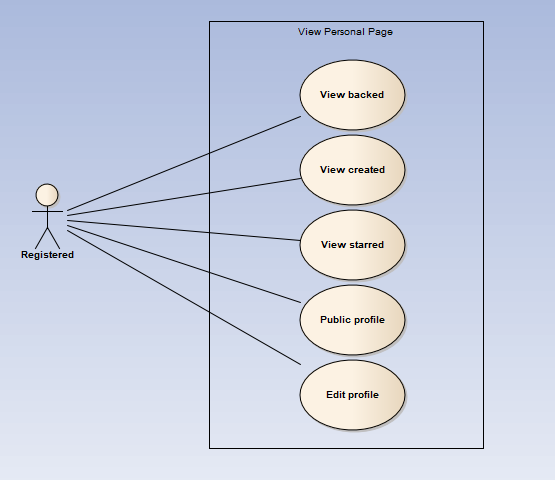 View Personal Page
View backed
View created
View starred
Registered
Public profile
Edit profile